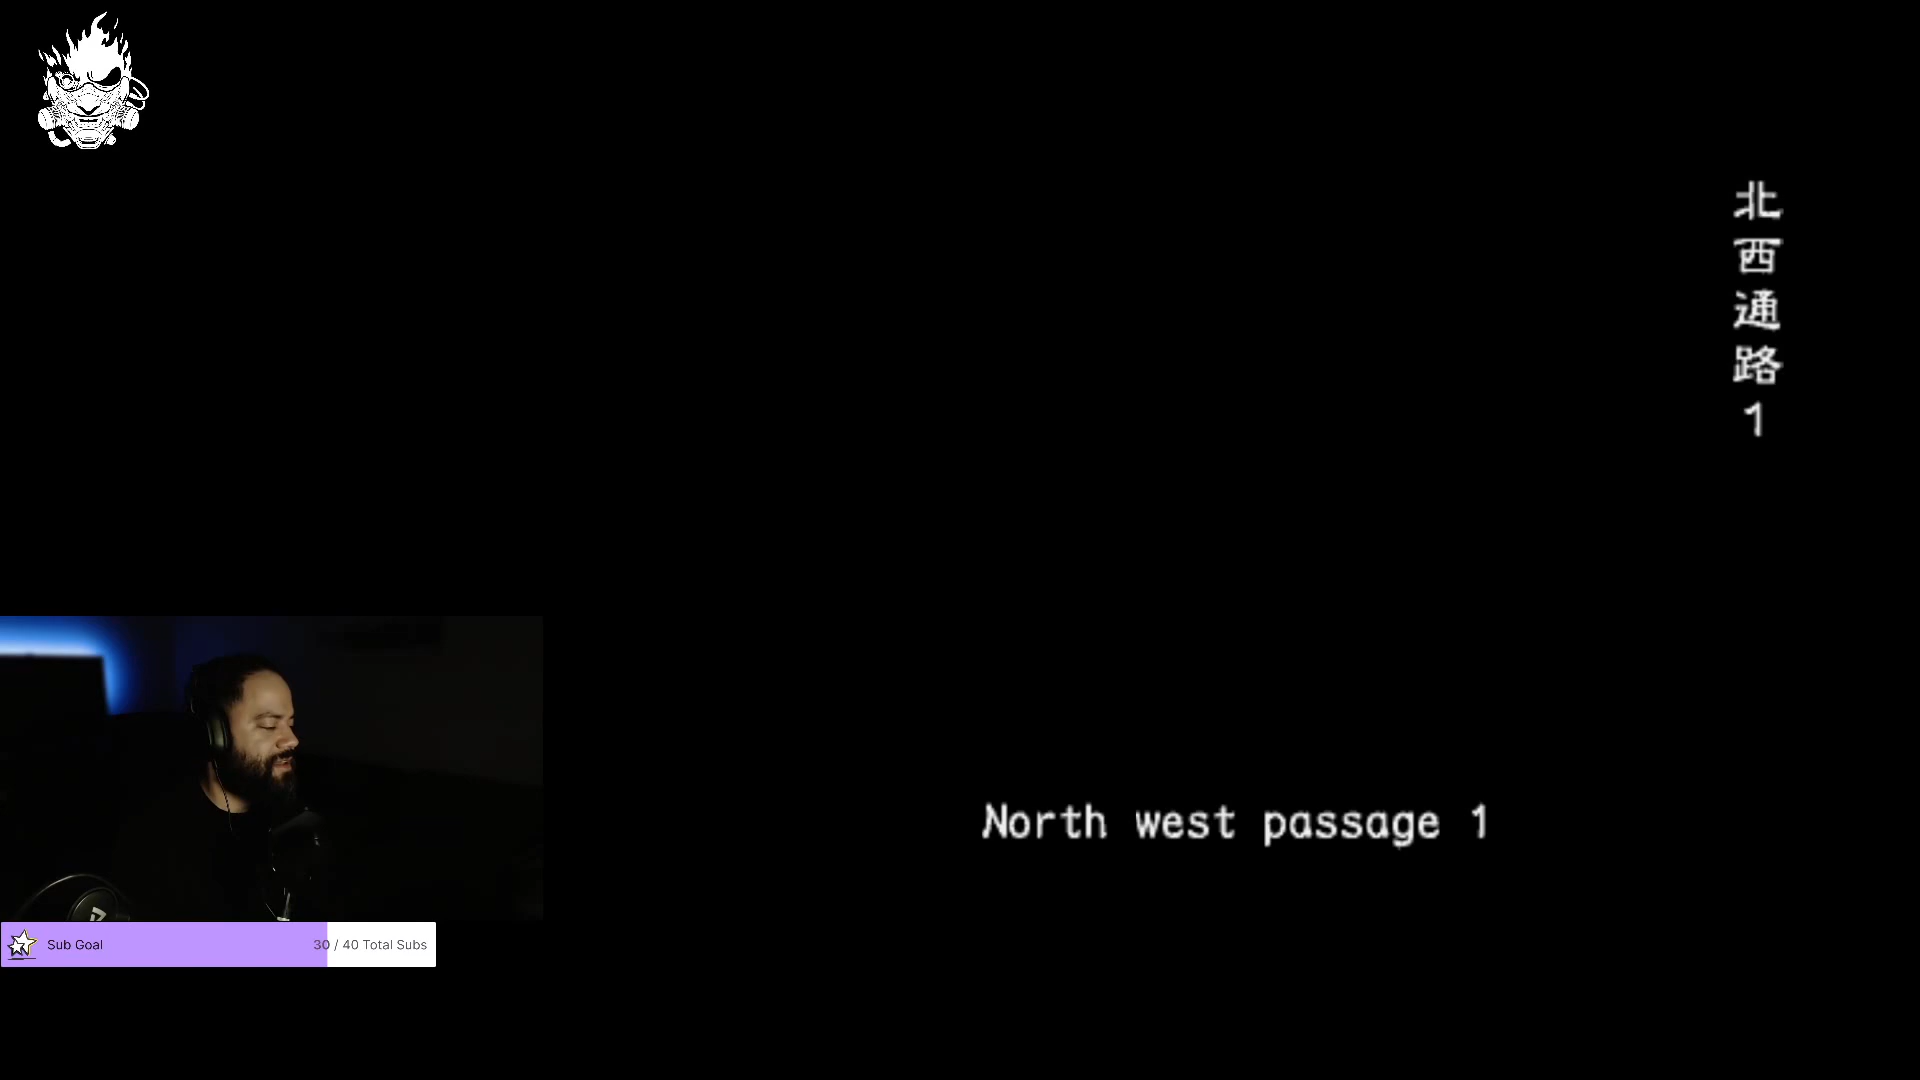 北西通路1
North west passage 1
Sub Goal
30 / 40 Total Subs